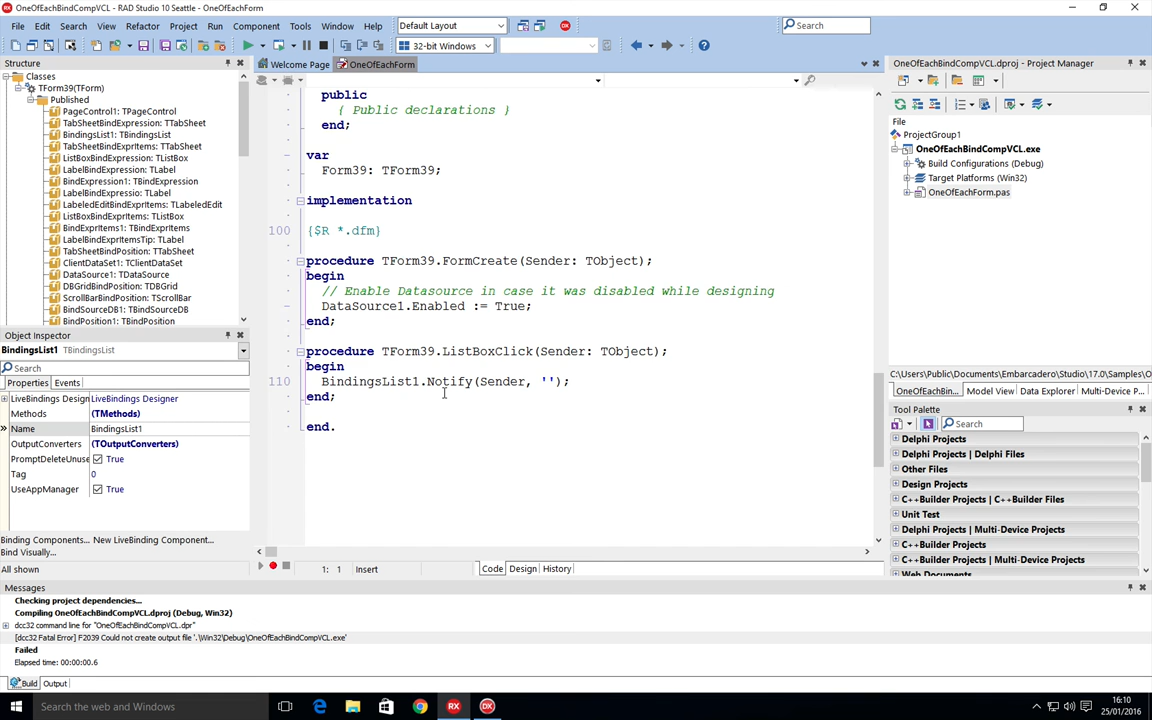 OneOfEachBindCompVCL - RAD Studio 10 Seattle - OneOfEachForm
File Edit Search View Refactor Project Run Component Tools Window Help
Default Layout
Search
32-bit Windows
Structure
Classes
TForm39(TForm)
Published
PageControl1: TPageControl
TabSheetBindExpression: TTabSheet
BindingsList1: TBindingsList
TabSheetBindExprItems: TTabSheet
ListBoxBindExpression: TListBox
LabelBindExpression: TLabel
BindExpression1: TBindExpression
LabelBindExpressio: TLabel
LabeledEditBindExprItems: TLabeledEdit
ListBoxBindExprItems: TListBox
BindExprItems1: TBindExprItems
LabelBindExprItemsTip: TLabel
TabSheetBindPosition: TTabSheet
ClientDataSet1: TClientDataSet
DataSource1: TDataSource
DBGridBindPosition: TDBGrid
ScrollBarBindPosition: TScrollBar
BindSourceDB1: TBindSourceDB
BindPosition1: TBindPosition
Object Inspector
BindingsList1 TBindingsList
Search
Properties Events
LiveBindings Design LiveBindings Designer
Methods (TMethods)
Name BindingsList1
OutputConverters (TOutputConverters)
PromptDeleteUnuse True
Tag 0
UseAppManager True
Binding Components... New LiveBinding Component...
Bind Visually...
All shown
Welcome Page OneOfEachForm
public
{ Public declarations }
end;
var
Form39: TForm39;
implementation
100 {$R *.dfm}
procedure TForm39.FormCreate(Sender: TObject);
begin
// Enable Datasource in case it was disabled while designing
DataSource1.Enabled := True;
end;
procedure TForm39.ListBoxClick(Sender: TObject);
begin
110 BindingsList1.Notify(Sender, '');
end;
end.
1: 1 Insert Code Design History
OneOfEachBindCompVCL.dproj - Project Manager
File
ProjectGroup1
OneOfEachBindCompVCL.exe
Build Configurations (Debug)
Target Platforms (Win32)
OneOfEachForm.pas
C:\Users\Public\Documents\Embarcadero\Studio\17.0\Samples\O
OneOfEachBin... Model View Data Explorer Multi-Device P...
Tool Palette
Search
Delphi Projects
Delphi Projects | Delphi Files
Other Files
Design Projects
C++Builder Projects | C++Builder Files
Unit Test
Delphi Projects | Multi-Device Projects
C++Builder Projects
C++Builder Projects | Multi-Device Projects
Web Documents
Messages
Checking project dependencies...
Compiling OneOfEachBindCompVCL.dproj (Debug, Win32)
dcc32 command line for "OneOfEachBindCompVCL.dpr"
[dcc32 Fatal Error] F2039 Could not create output file '.\Win32\Debug\OneOfEachBindCompVCL.exe'
Failed
Elapsed time: 00:00:00.6
Build Output
Search the web and Windows
RX
DX
16:10
25/01/2016